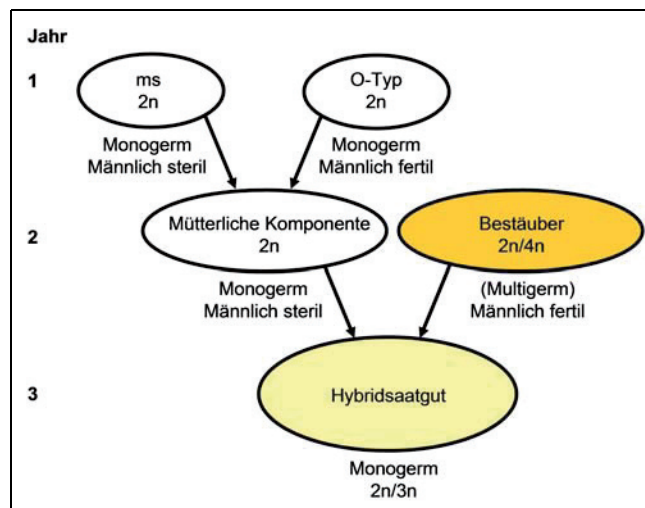 Jahr
1
ms
2n
O-Typ
2n
Monogerm
Männlich steril
Monogerm
Männlich fertil
2
Mütterliche Komponente
2n
Bestäuber
2n/4n
Monogerm
Männlich steril
(Multigerm)
Männlich fertil
3
Hybridsaatgut
Monogerm
2n/3n